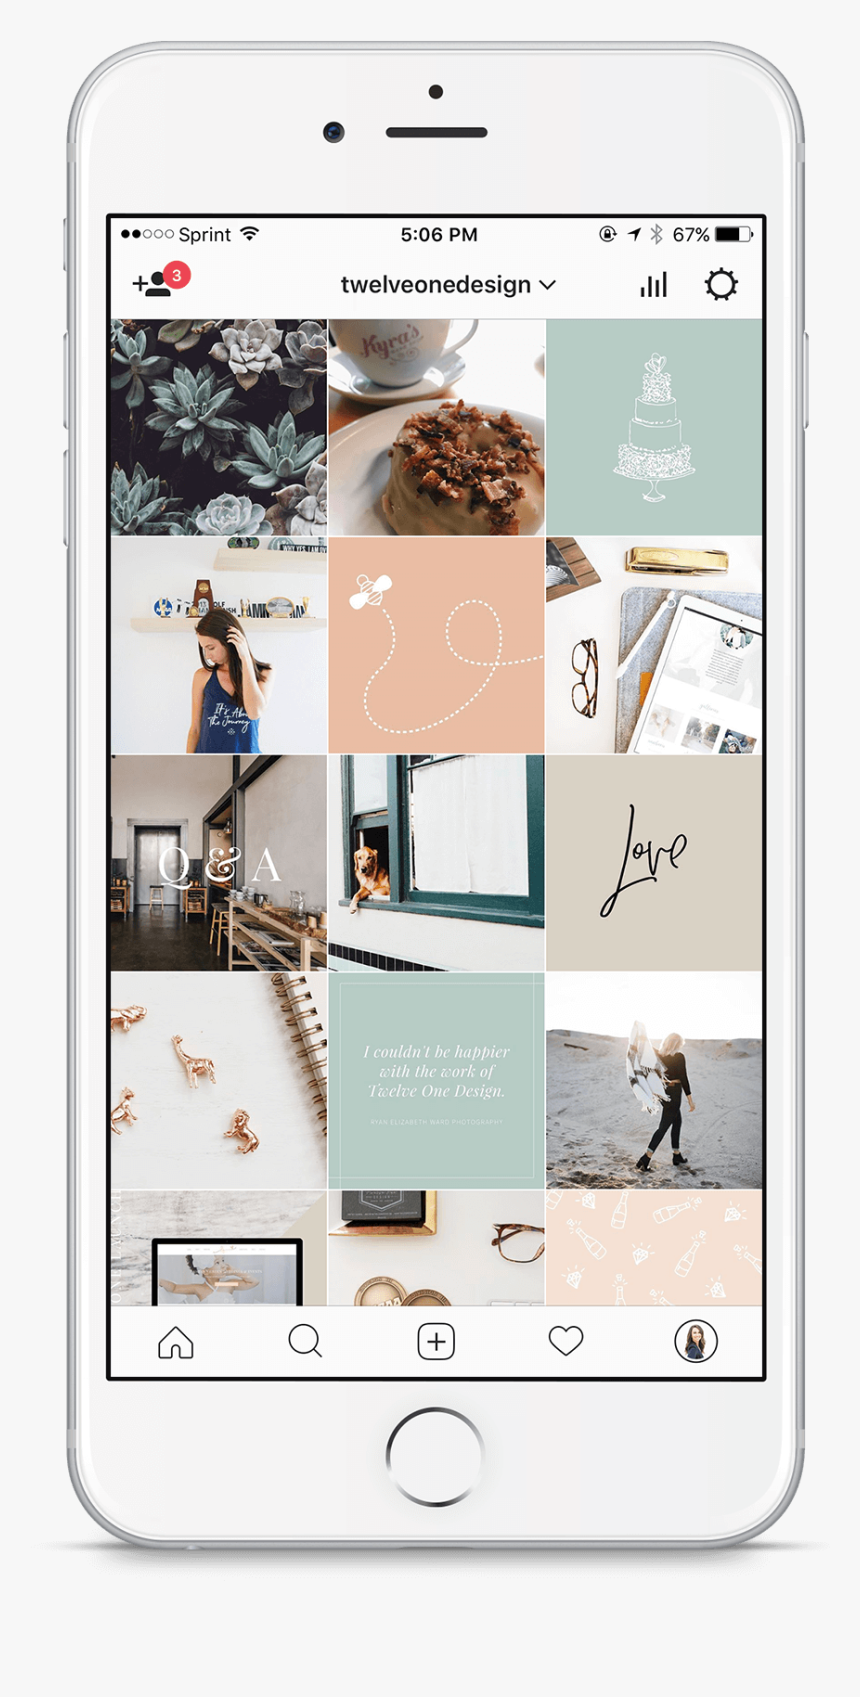 Sprint
5:06 PM
67%
3
twelveonedesign
Kyra's
It's About
The Journey
Q & A
Love
I couldn't be happier
with the work of
Twelve One Design.
RYAN ELIZABETH WARD PHOTOGRAPHY